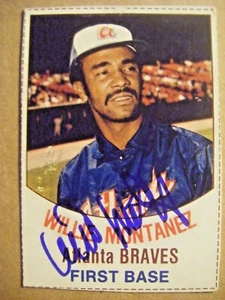 WILLIE MONTANEZ
Atlanta BRAVES
FIRST BASE